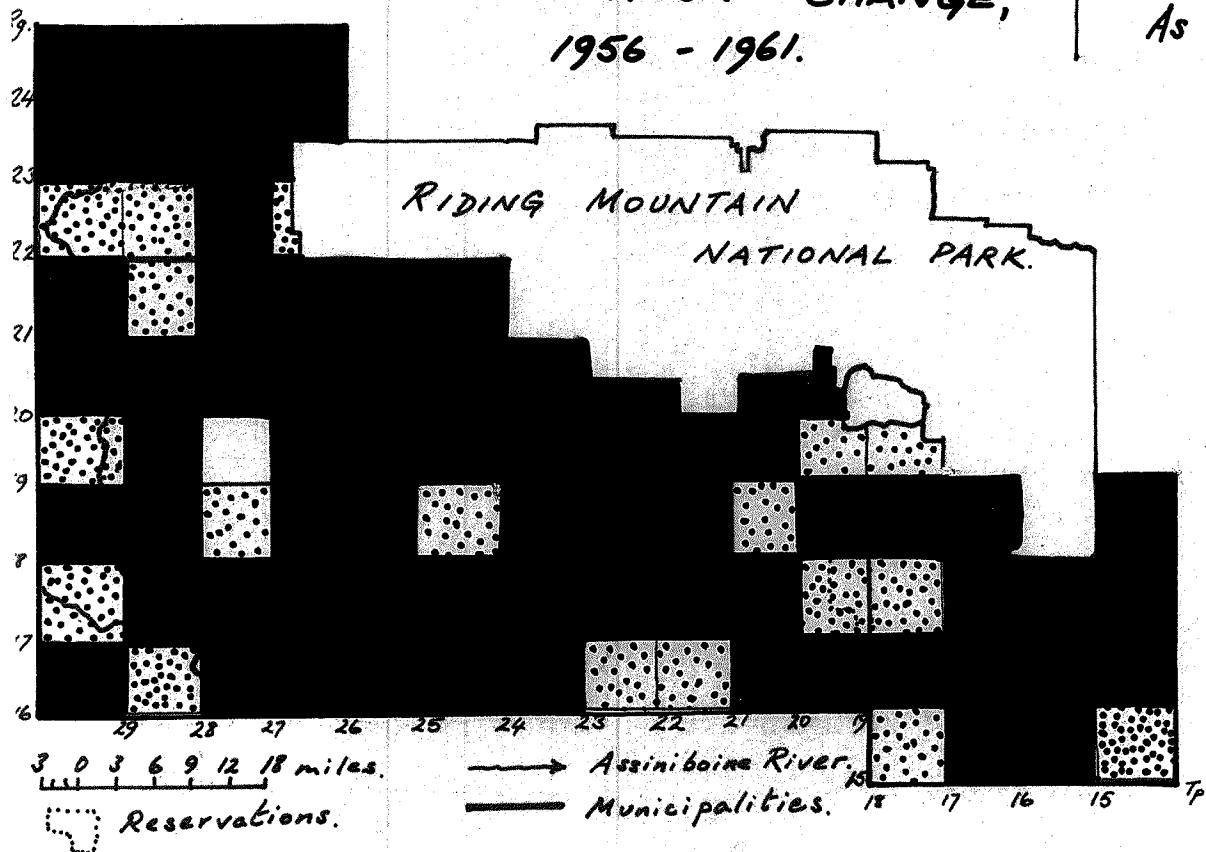 CHANGE,
As
1956 - 1961.
Rg.
24
23
22
21
20
19
18
17
16
RIDING MOUNTAIN
NATIONAL PARK.
29 28 27 26 25 24 23 22 21 20 19
15
18 17 16 15 Tp
3 0 3 6 9 12 18 miles.
Assiniboine River.
Reservations.
Municipalities.